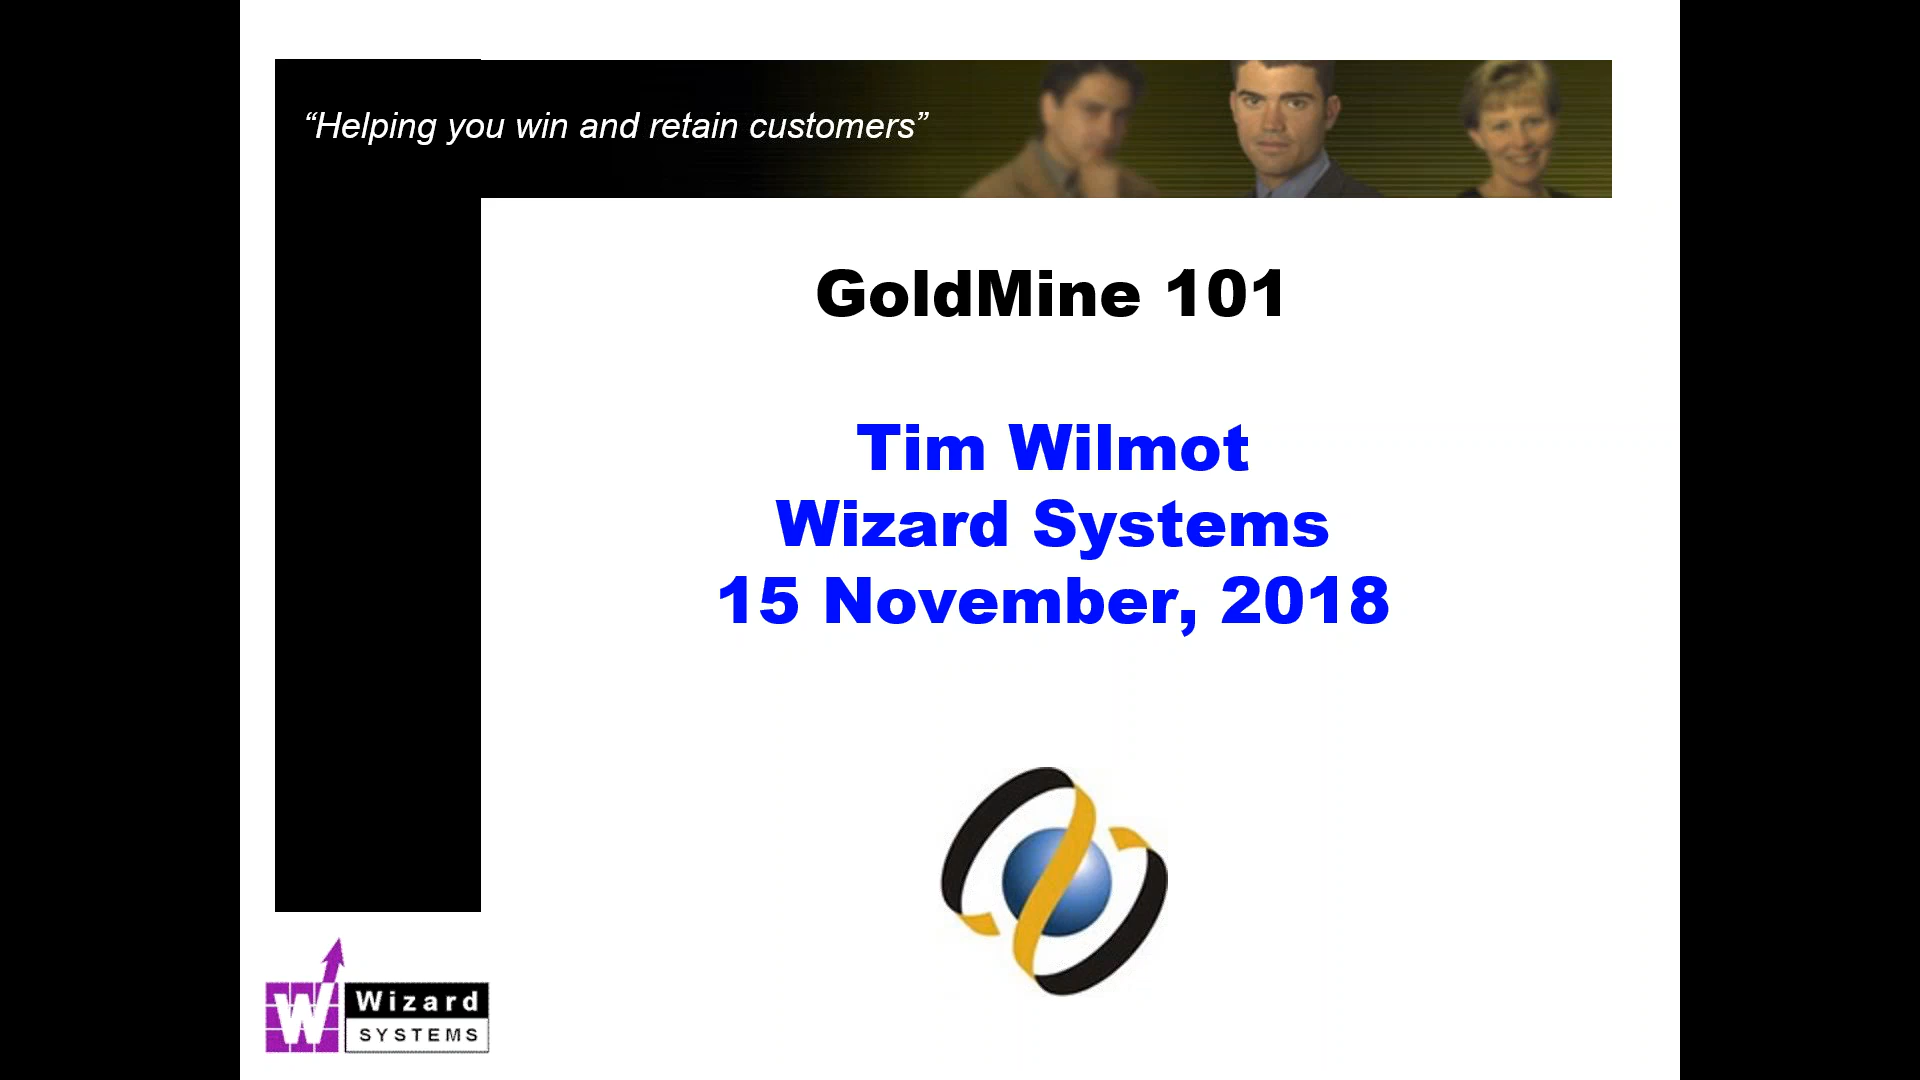 “Helping you win and retain customers”
GoldMine 101
Tim Wilmot
Wizard Systems
15 November, 2018
W
Wizard
SYSTEMS